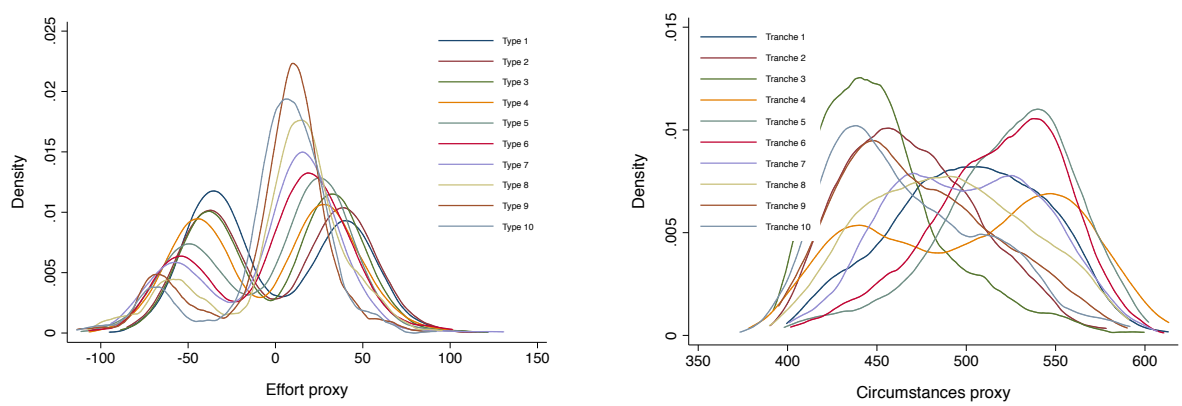 .025
.02
.015
.01
.005
0
Density
-100 -50 0 50 100 150
Effort proxy
Type 1
Type 2
Type 3
Type 4
Type 5
Type 6
Type 7
Type 8
Type 9
Type 10
.015
.01
.005
0
Density
350 400 450 500 550 600
Circumstances proxy
Tranche 1
Tranche 2
Tranche 3
Tranche 4
Tranche 5
Tranche 6
Tranche 7
Tranche 8
Tranche 9
Tranche 10